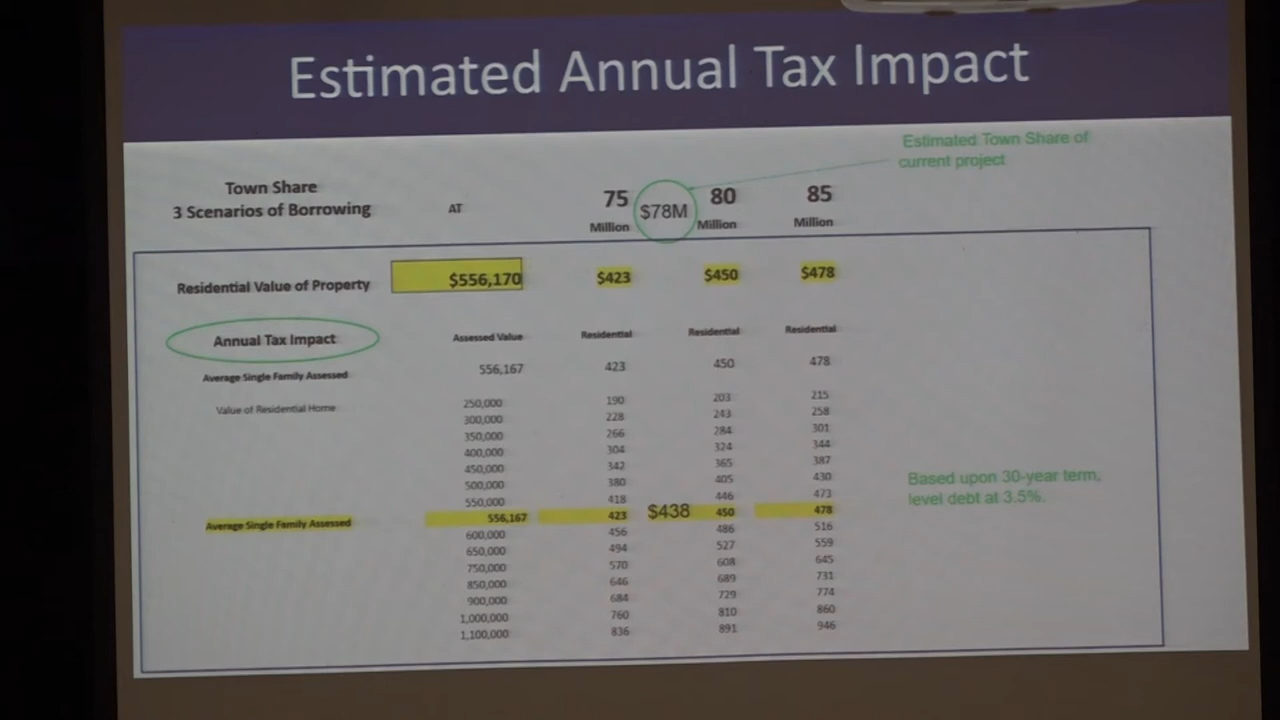 Estimated Annual Tax Impact
Estimated Town Share of
current project
Town Share
3 Scenarios of Borrowing
AT
75
Million
$78M
80
Million
85
Million
Residential Value of Property $556,170 $423 $450 $478
Annual Tax Impact Assessed Value Residential Residential Residential
Average Single Family Assessed 556,167 423 450 478
Value of Residential Home 250,000 190 203 215
300,000 228 243 258
350,000 266 284 301
400,000 304 324 344
450,000 342 365 387
500,000 380 405 430
550,000 418 446 473
Average Single Family Assessed 556,167 423 $438 450 478
600,000 456 486 516
650,000 494 527 559
750,000 570 608 645
850,000 646 689 731
900,000 684 729 774
1,000,000 760 810 860
1,100,000 836 891 946
Based upon 30-year term,
level debt at 3.5%.